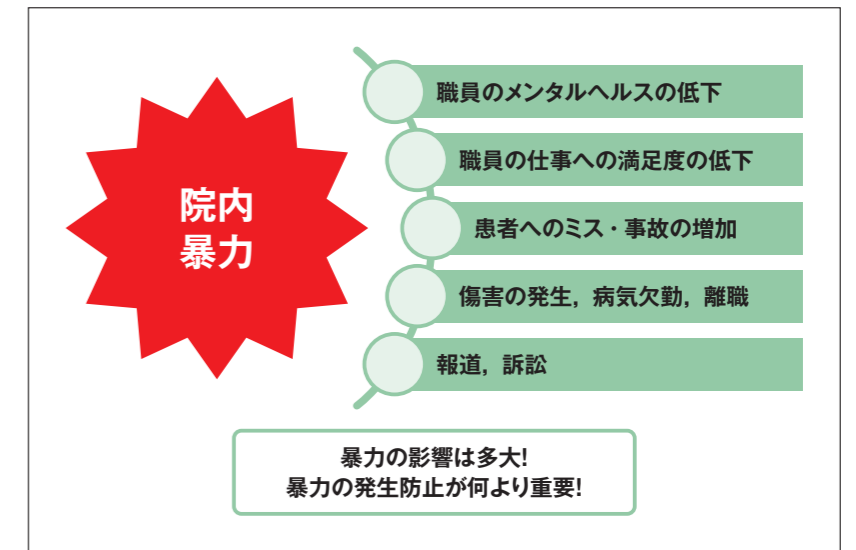 院内
暴力
職員のメンタルヘルスの低下
職員の仕事への満足度の低下
患者へのミス・事故の増加
傷害の発生，病気欠勤，離職
報道，訴訟
暴力の影響は多大!
暴力の発生防止が何より重要!